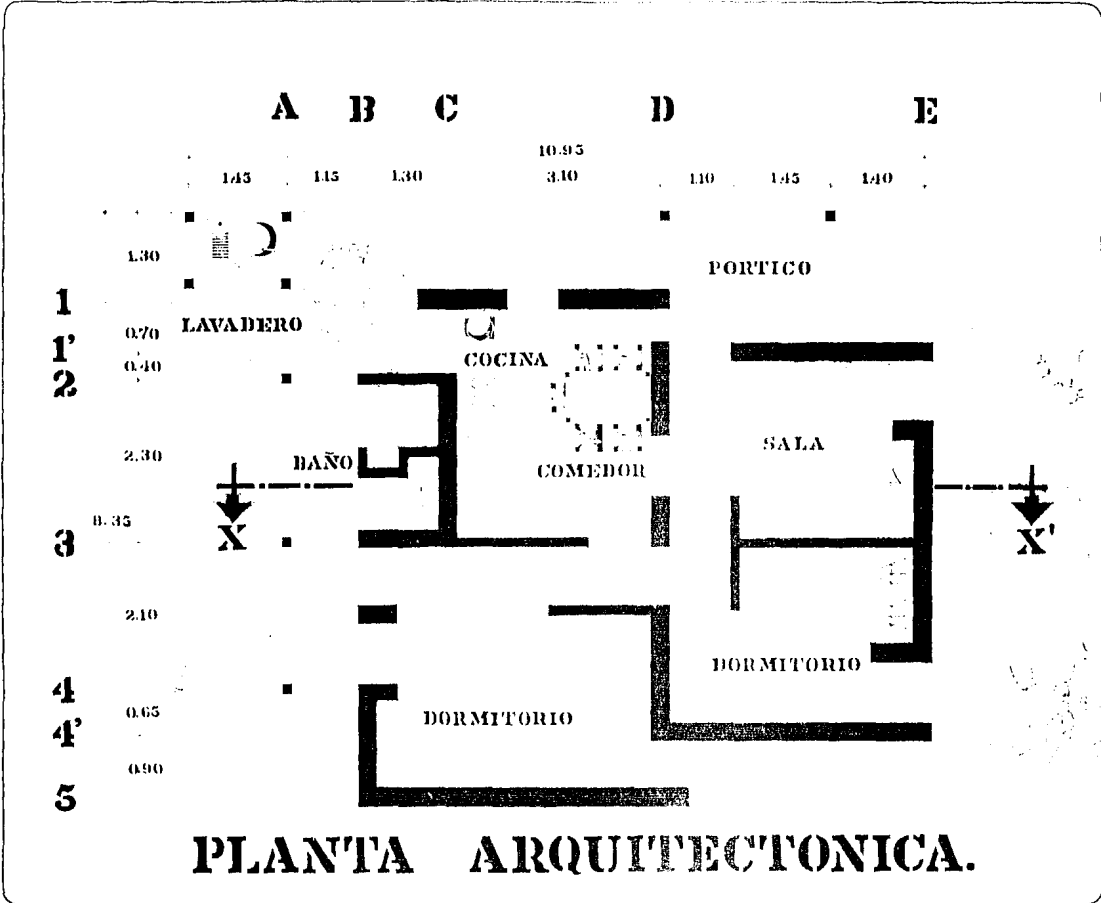 A B C D E
10.95
1.45 1.15 1.30 3.10 1.10 1.45 1.40
1.30
PORTICO
1
LAVADERO
0.70
1'
COCINA
0.40
2
SALA
2.30
BAÑO
COMEDOR
8.35
X X'
3
2.10
DORMITORIO
4
0.65
DORMITORIO
4'
0.90
5
PLANTA ARQUITECTONICA.